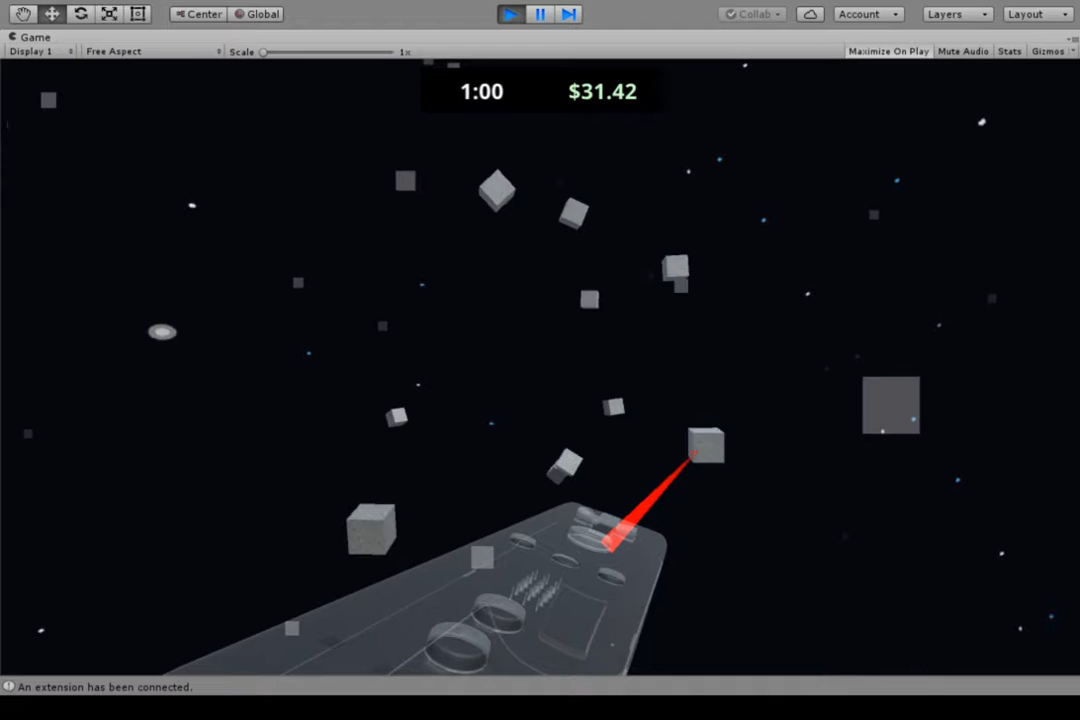 Center Global Collab Account Layers Layout
Game
Display 1 Free Aspect Scale 1x Maximize On Play Mute Audio Stats Gizmos
1:00 $31.42
An extension has been connected.